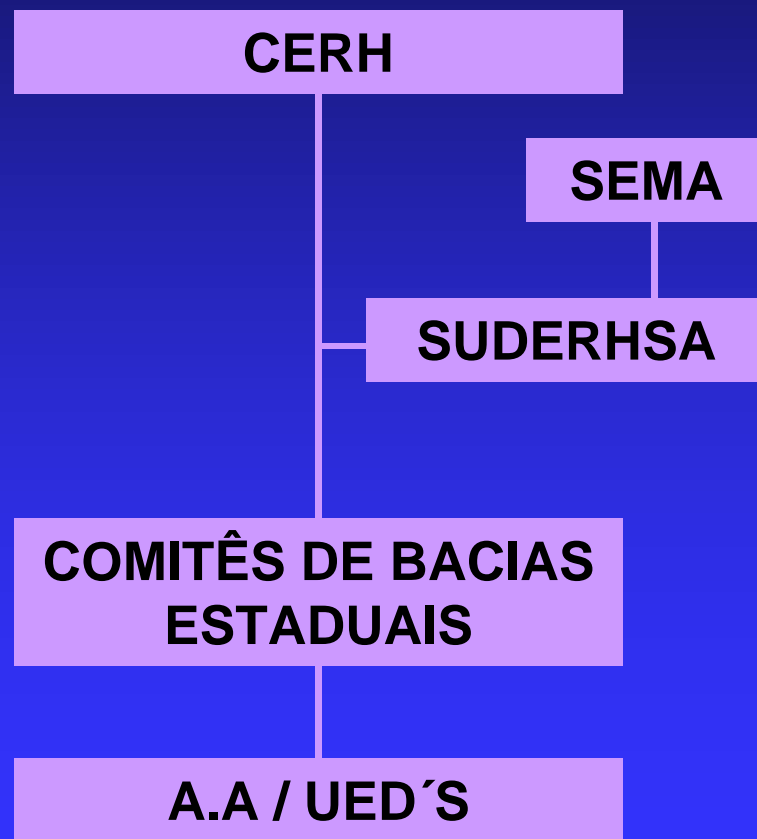 CERH
SEMA
SUDERHSA
COMITÊS DE BACIAS
ESTADUAIS
A.A / UED´S